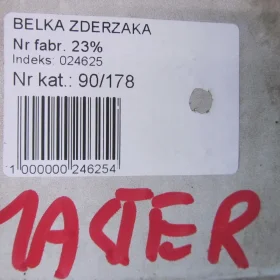 BELKA ZDERZAKA
Nr fabr. 23%
Indeks: 024625
Nr kat.: 90/178
1 000000 246254
MASTER